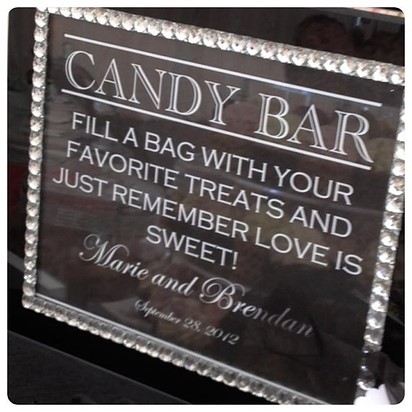 CANDY BAR
FILL A BAG WITH YOUR
FAVORITE TREATS AND
JUST REMEMBER LOVE IS
SWEET!
Marie and Brendan
September 28, 2012